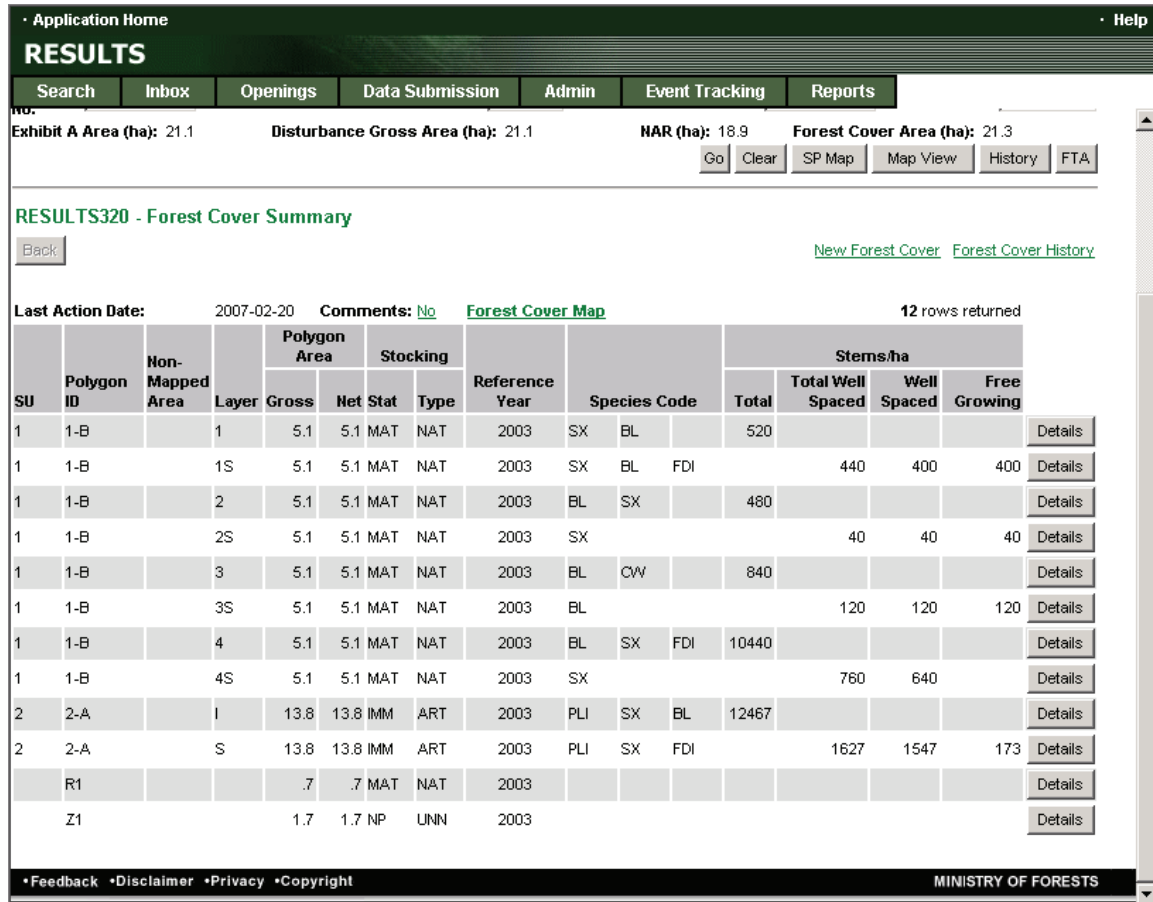 · Application Home · Help
RESULTS
Search Inbox Openings Data Submission Admin Event Tracking Reports
No.
Exhibit A Area (ha): 21.1 Disturbance Gross Area (ha): 21.1 NAR (ha): 18.9 Forest Cover Area (ha): 21.3
Go Clear SP Map Map View History FTA
RESULTS320 - Forest Cover Summary
Back New Forest Cover Forest Cover History
Last Action Date: 2007-02-20 Comments: No Forest Cover Map 12 rows returned
SU Polygon ID Non-Mapped Area Layer Polygon Area Gross Net Stocking Stat Type Reference Year Species Code Stems/ha Total Total Well Spaced Well Spaced Free Growing
1 1-B 1 5.1 5.1 MAT NAT 2003 SX BL 520 Details
1 1-B 1S 5.1 5.1 MAT NAT 2003 SX BL FDI 440 400 400 Details
1 1-B 2 5.1 5.1 MAT NAT 2003 BL SX 480 Details
1 1-B 2S 5.1 5.1 MAT NAT 2003 SX 40 40 40 Details
1 1-B 3 5.1 5.1 MAT NAT 2003 BL CW 840 Details
1 1-B 3S 5.1 5.1 MAT NAT 2003 BL 120 120 120 Details
1 1-B 4 5.1 5.1 MAT NAT 2003 BL SX FDI 10440 Details
1 1-B 4S 5.1 5.1 MAT NAT 2003 SX 760 640 Details
2 2-A I 13.8 13.8 IMM ART 2003 PLI SX BL 12467 Details
2 2-A S 13.8 13.8 IMM ART 2003 PLI SX FDI 1627 1547 173 Details
R1 .7 .7 MAT NAT 2003 Details
Z1 1.7 1.7 NP UNN 2003 Details
•Feedback •Disclaimer •Privacy •Copyright MINISTRY OF FORESTS